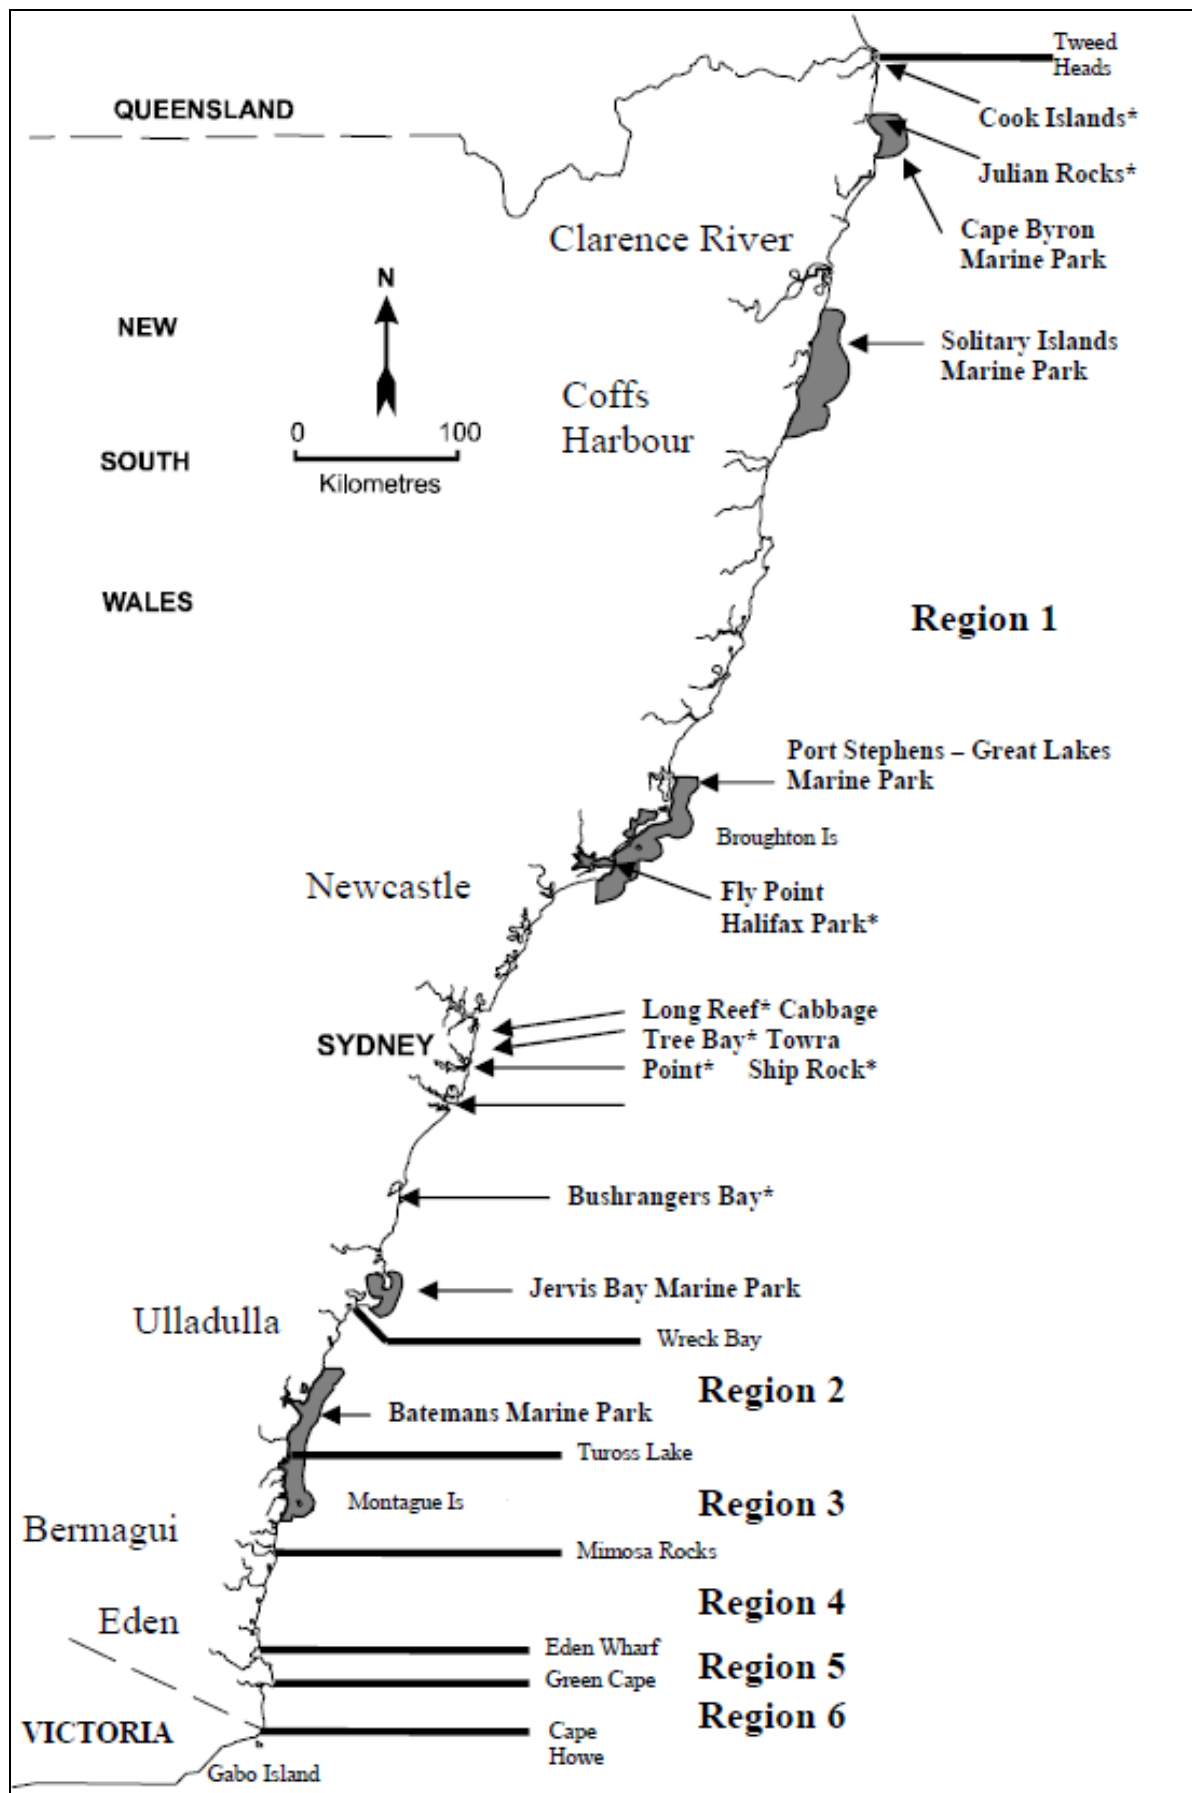 Tweed
Heads
QUEENSLAND
Cook Islands*
Julian Rocks*
Clarence River
Cape Byron
Marine Park
N
NEW
Solitary Islands
Marine Park
Coffs
Harbour
0 100
Kilometres
SOUTH
WALES
Region 1
Port Stephens – Great Lakes
Marine Park
Broughton Is
Newcastle
Fly Point
Halifax Park*
Long Reef* Cabbage
SYDNEY
Tree Bay* Towra
Point* Ship Rock*
Bushrangers Bay*
Jervis Bay Marine Park
Ulladulla
Wreck Bay
Region 2
Batemans Marine Park
Tuross Lake
Montague Is
Region 3
Bermagui
Mimosa Rocks
Region 4
Eden
Eden Wharf
Region 5
Green Cape
Region 6
VICTORIA
Cape
Howe
Gabo Island